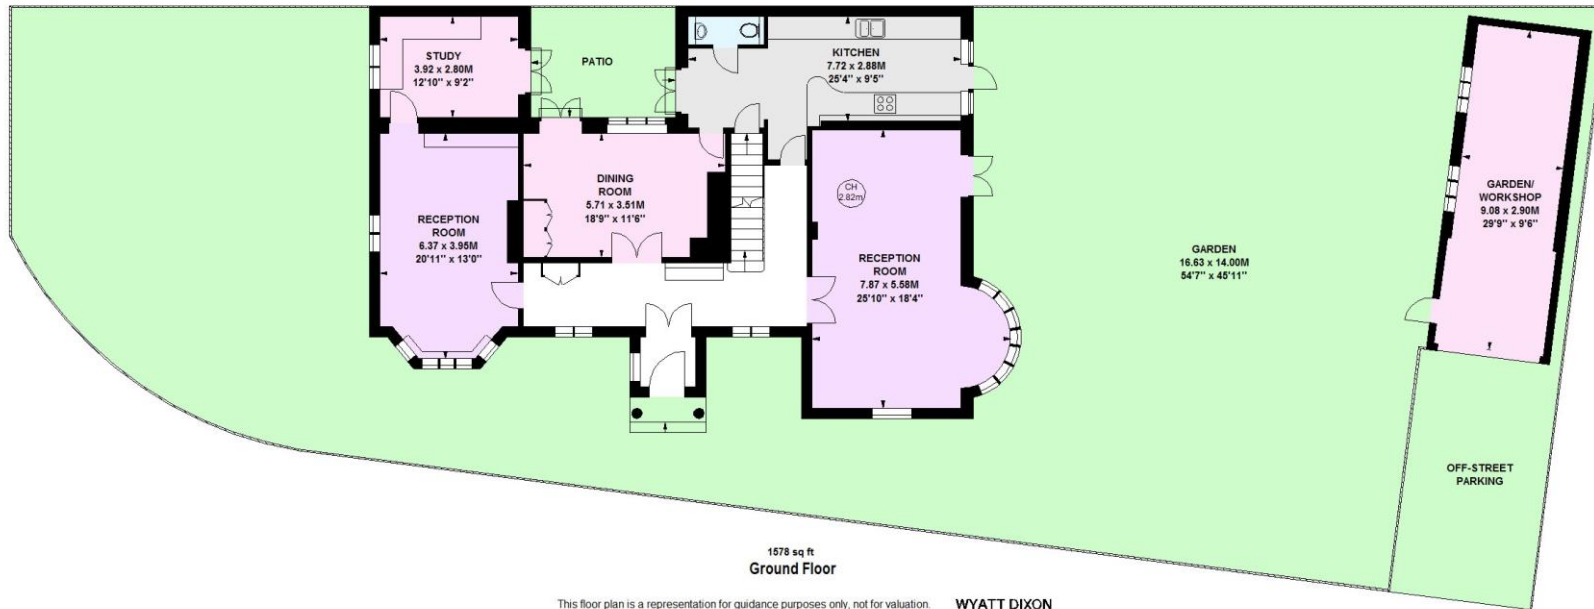 STUDY
3.92 x 2.80M
12'10" x 9'2"
PATIO
KITCHEN
7.72 x 2.88M
25'4" x 9'5"
DINING
ROOM
5.71 x 3.51M
18'9" x 11'6"
CH
2.82m
RECEPTION
ROOM
6.37 x 3.95M
20'11" x 13'0"
RECEPTION
ROOM
7.87 x 5.58M
25'10" x 18'4"
GARDEN
16.63 x 14.00M
54'7" x 45'11"
GARDEN/
WORKSHOP
9.08 x 2.90M
29'9" x 9'6"
OFF-STREET
PARKING
1578 sq ft
Ground Floor
This floor plan is a representation for guidance purposes only, not for valuation. WYATT DIXON